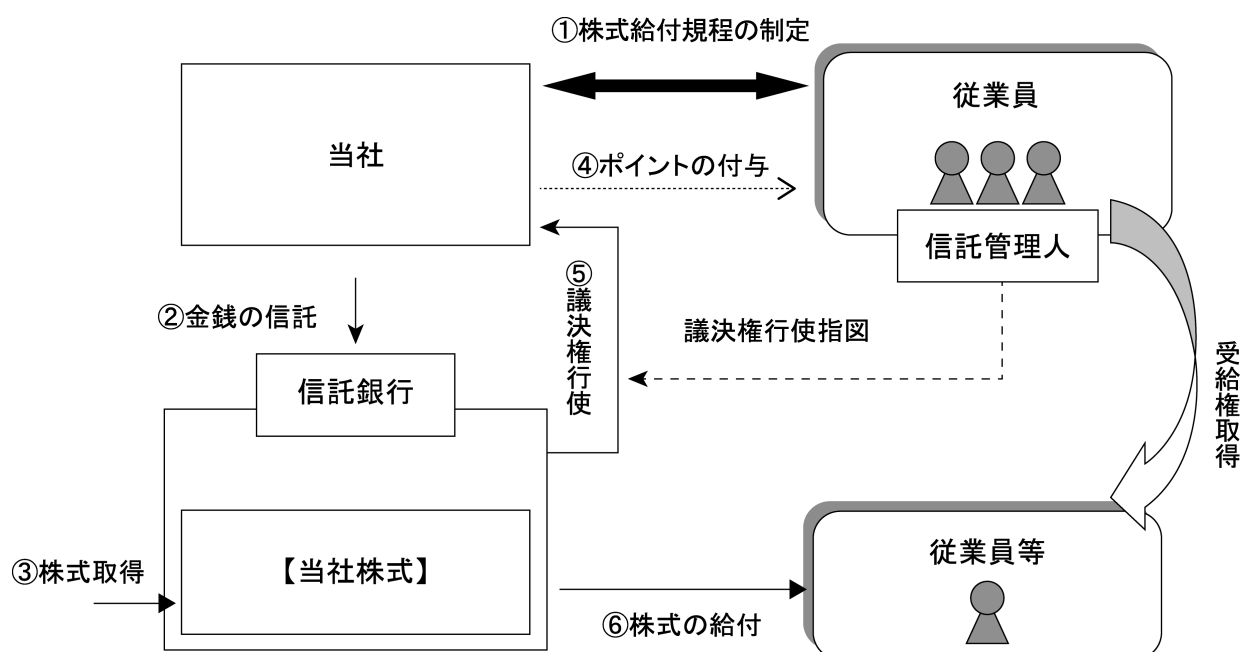 ①株式給付規程の制定
当社
従業員
④ポイントの付与
信託管理人
②金銭の信託
⑤議決権行使
議決権行使指図
受給権取得
信託銀行
③株式取得
【当社株式】
従業員等
⑥株式の給付